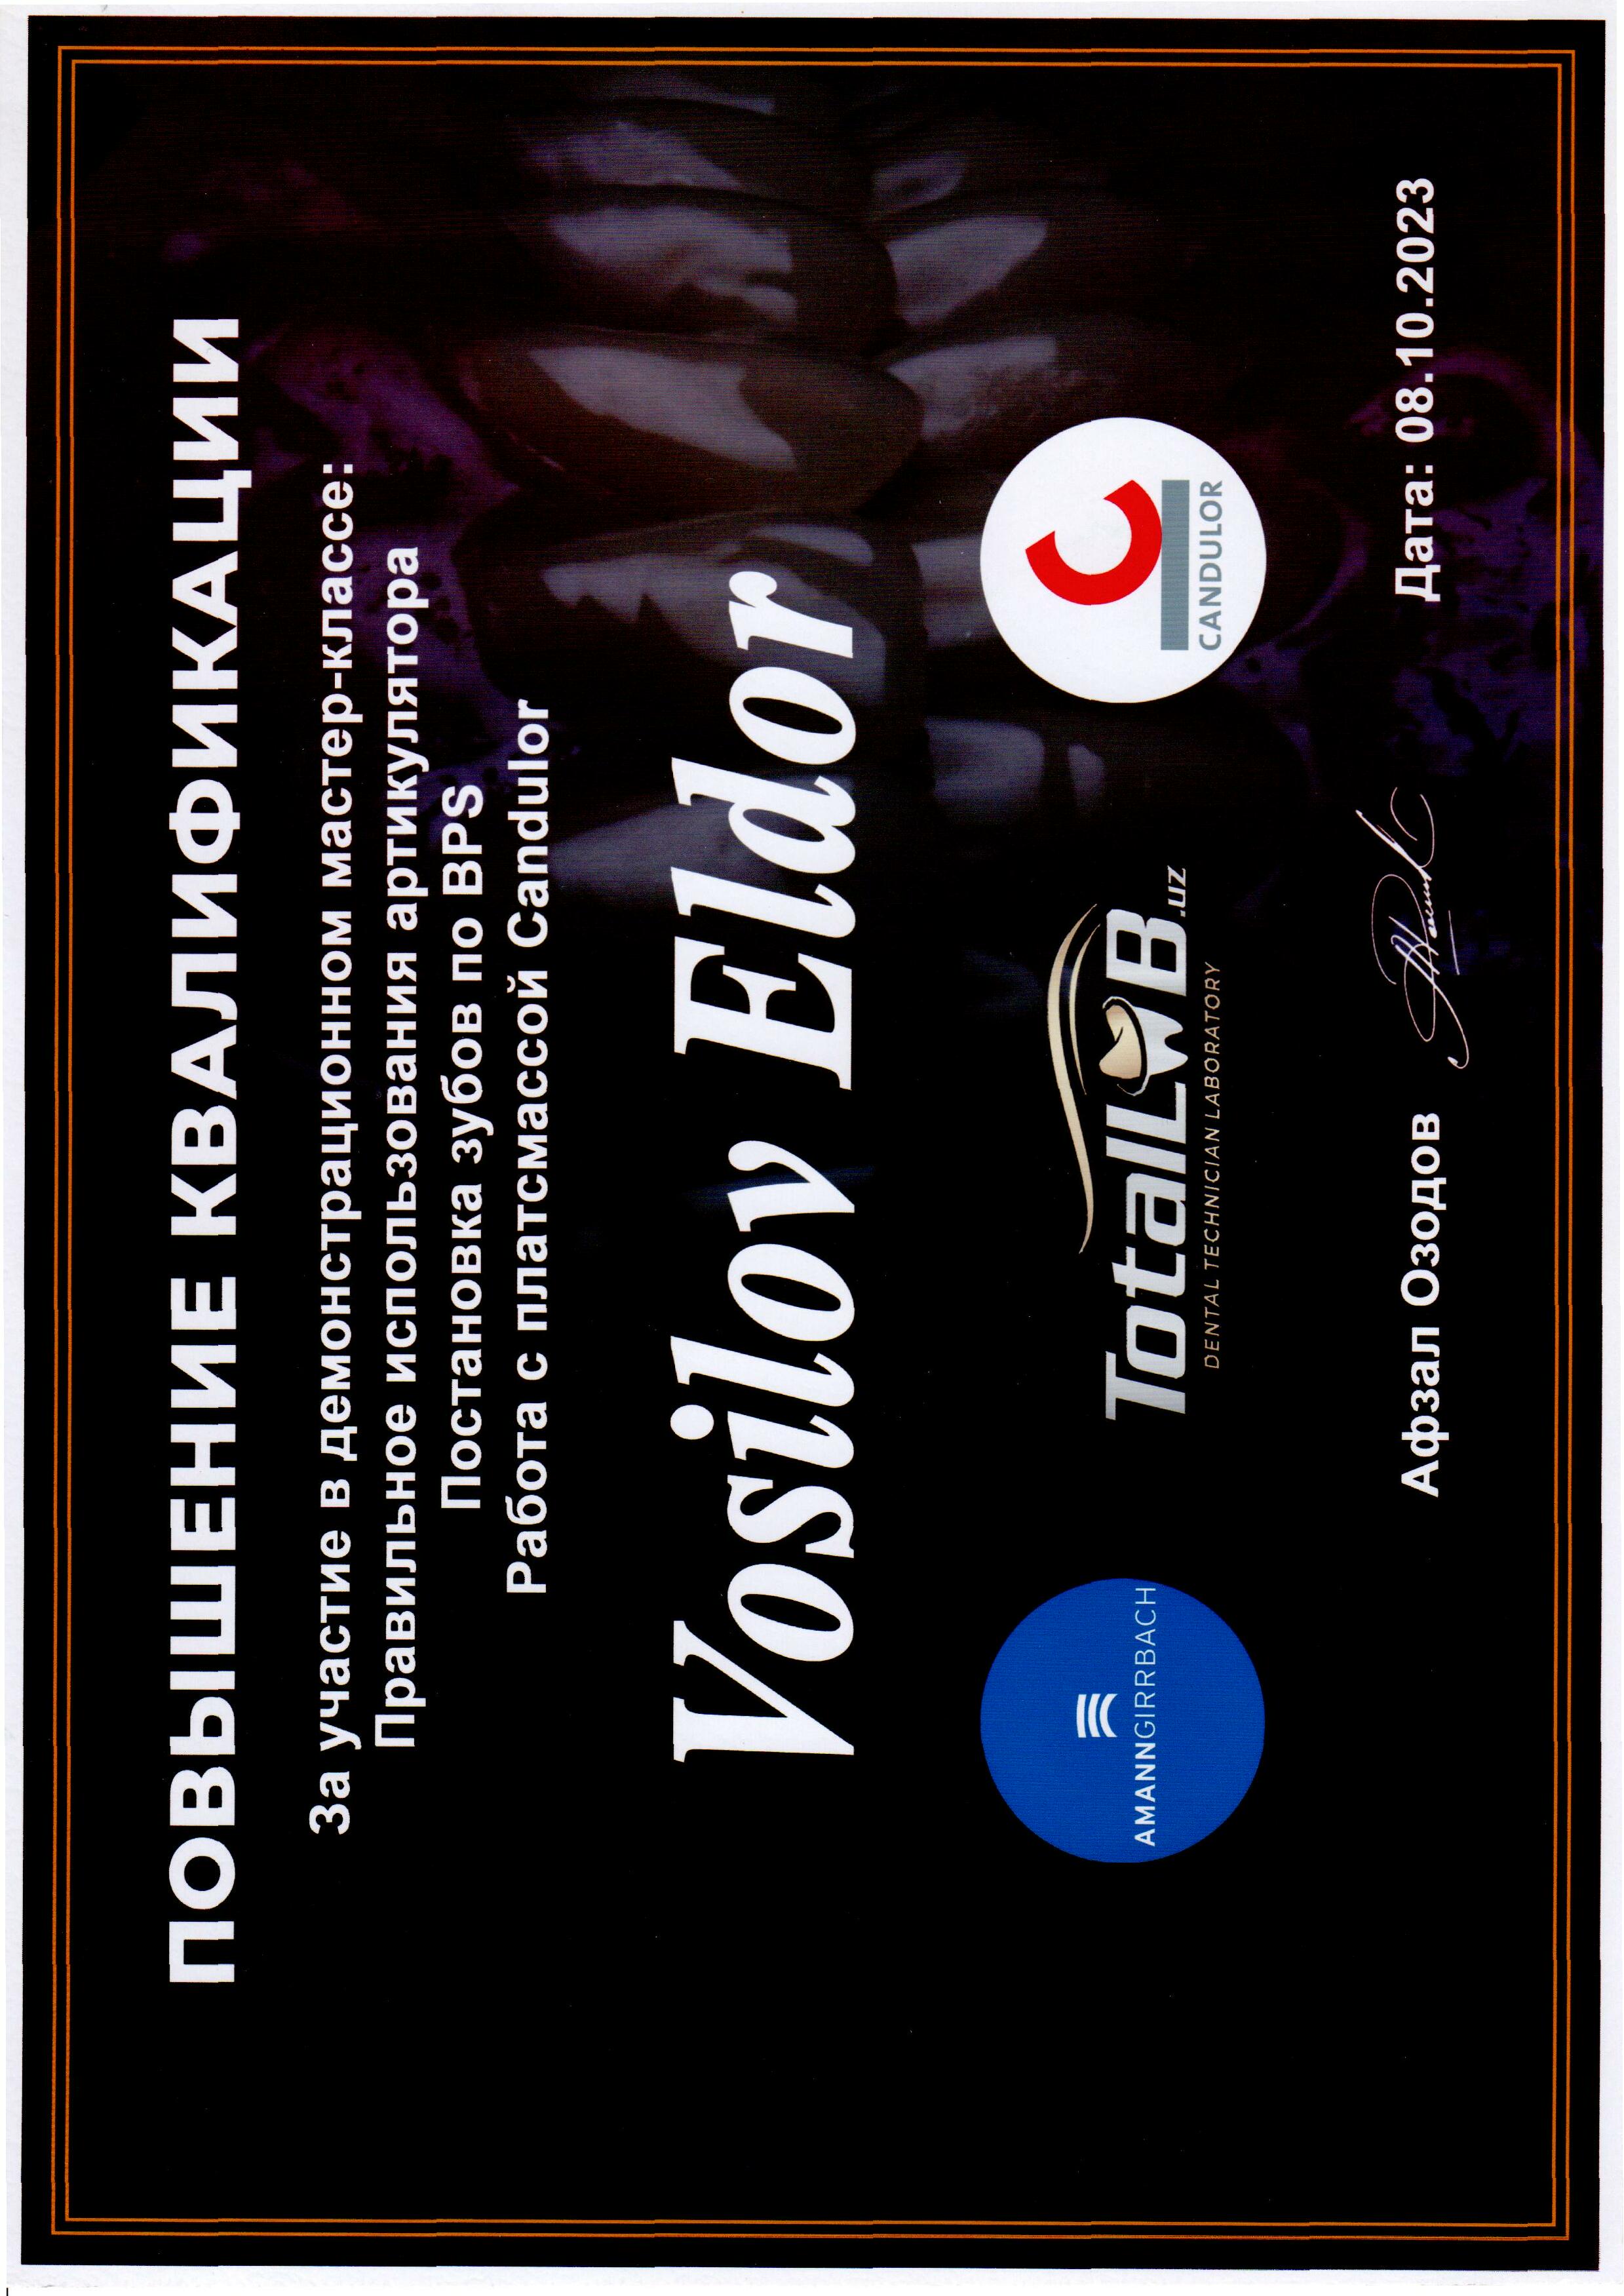 ПОВЫШЕНИЕ КВАЛИФИКАЦИИ
За участие в демонстрационном мастер-классе:
Правильное использования артикулятора
Постановка зубов по BPS
Работа с платсмассой Candulor
Vosilov Eldor
AMANNGIRRBACH
TotalLAB.uz
DENTAL TECHNICIAN LABORATORY
CANDULOR
Афзал Озодов
Дата: 08.10.2023